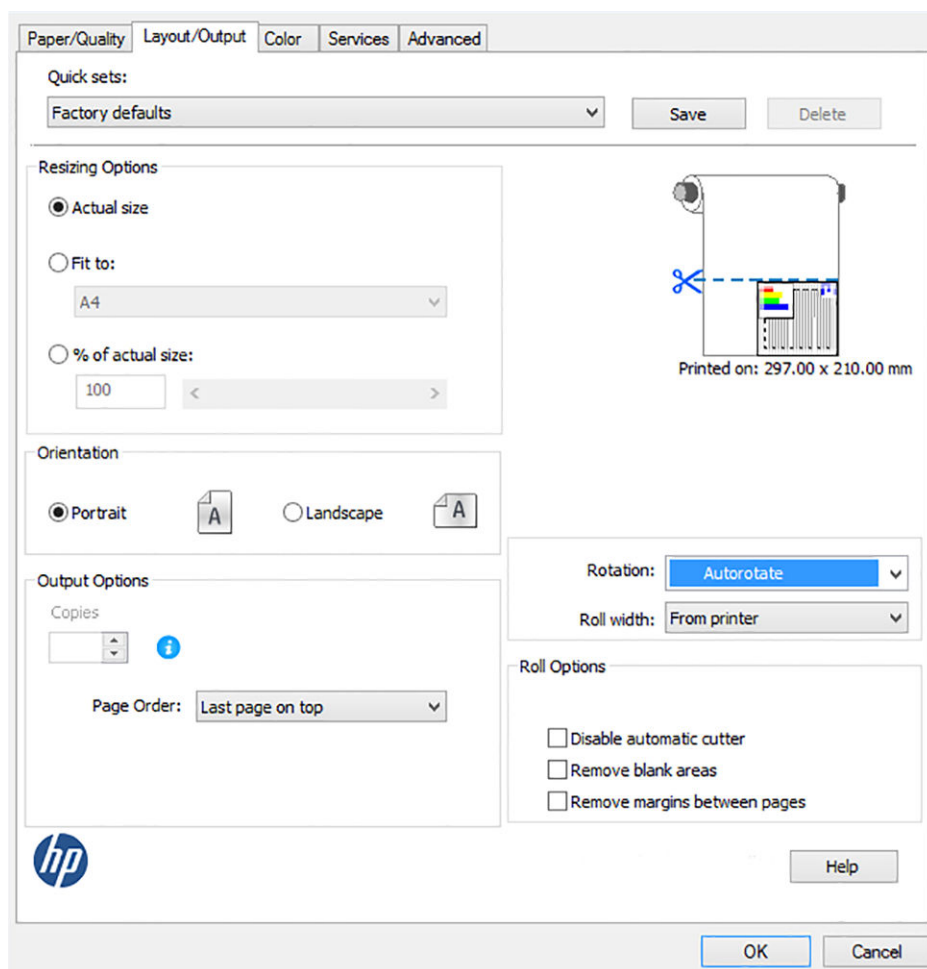 Paper/Quality Layout/Output Color Services Advanced
Quick sets:
Factory defaults Save Delete
Resizing Options
Actual size
Fit to:
A4
% of actual size:
100
Printed on: 297.00 x 210.00 mm
Orientation
Portrait A Landscape A
Rotation: Autorotate
Roll width: From printer
Output Options
Copies
i
Page Order: Last page on top
Roll Options
Disable automatic cutter
Remove blank areas
Remove margins between pages
hp
Help
OK Cancel